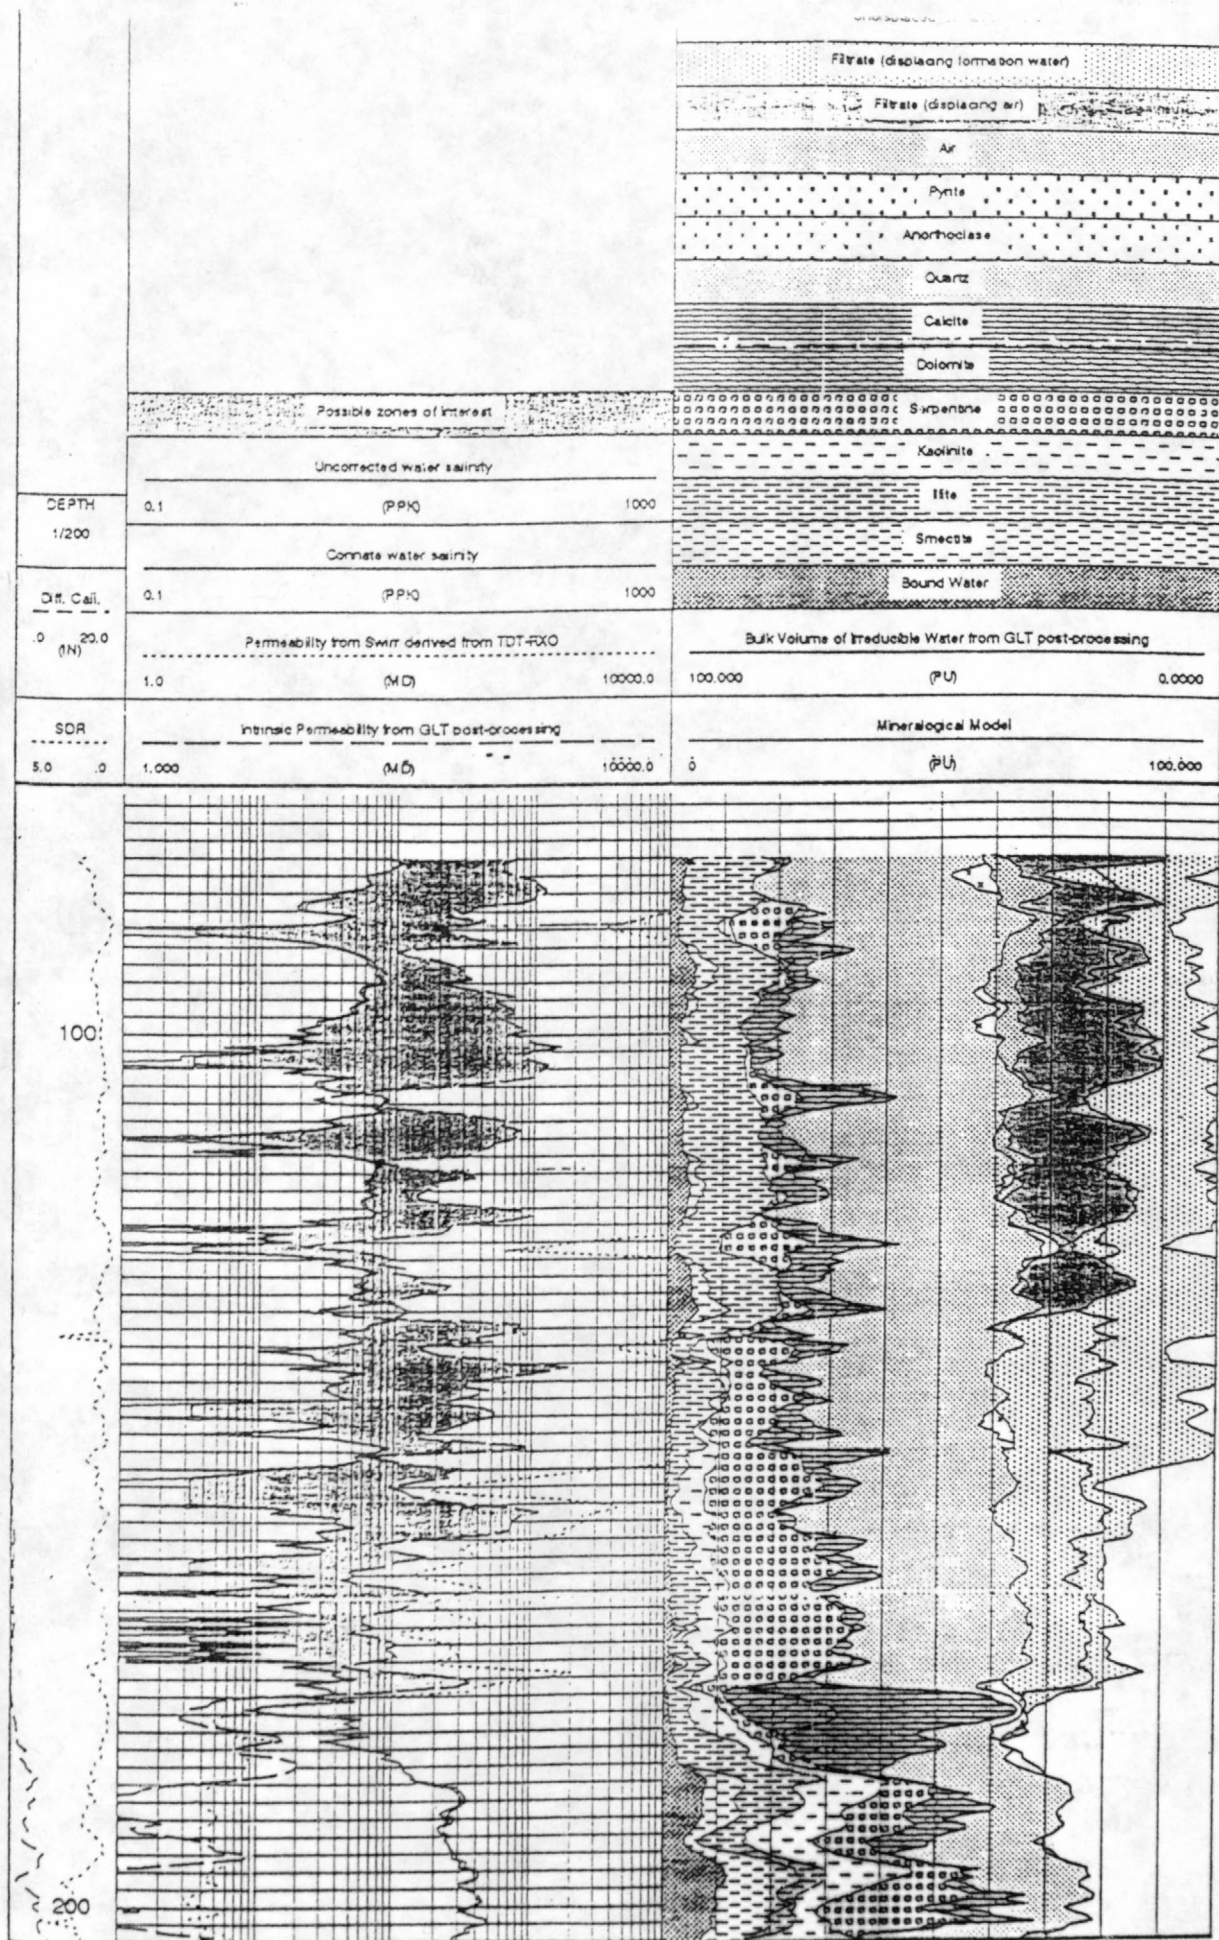 Filtrate (displacing formation water)
Filtrate (displacing air)
Air
Pyrite
Anorthoclase
Quartz
Calcite
Dolomite
Possible zones of interest
Serpentine
Uncorrected water salinity
Kaolinite
DEPTH
0.1 (PPK) 1000
Illite
1/200
Smectite
Connate water salinity
Diff. Cali.
0.1 (PPK) 1000
Bound Water
.0 (IN) 20.0
Permeability from Swirr derived from TDT-RXO
Bulk Volume of Irreducible Water from GLT post-processing
1.0 (MD) 10000.0
100.000 (PU) 0.0000
SDR
Intrinsic Permeability from GLT post-processing
Mineralogical Model
5.0 .0
1.000 (MD) 10000.0
0 (PU) 100.000
100
200